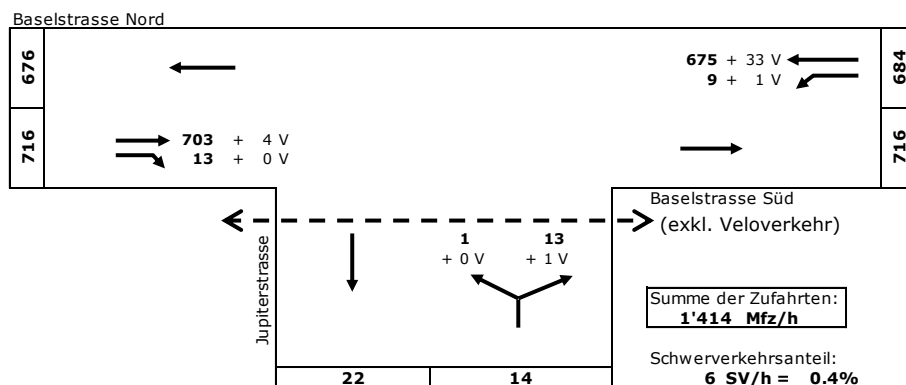 Baselstrasse Nord
676
675 + 33 V
9 + 1 V
684
716
703 + 4 V
13 + 0 V
716
Baselstrasse Süd
(exkl. Veloverkehr)
Jupiterstrasse
1 13
+ 0 V + 1 V
Summe der Zufahrten:
1'414 Mfz/h
Schwerverkehrsanteil:
6 SV/h = 0.4%
22 14